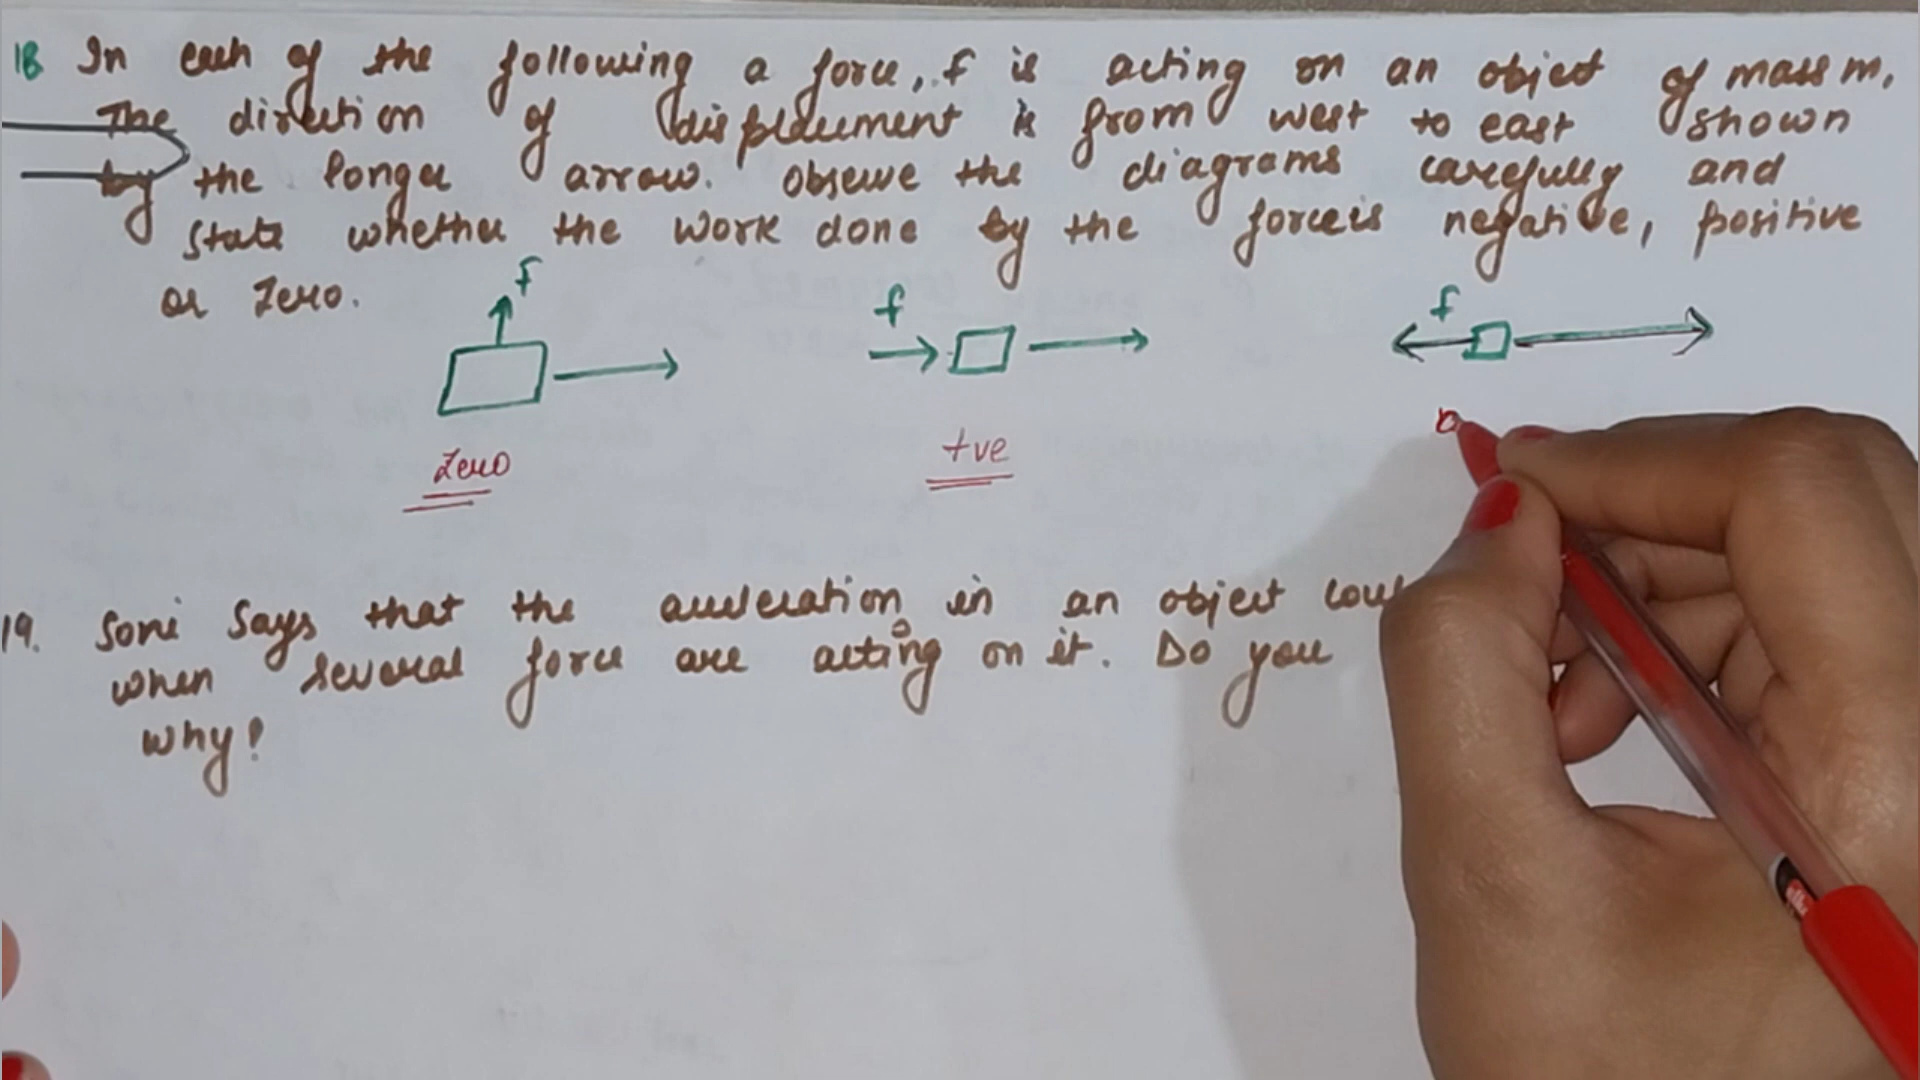 18 In each of the following a force, f is acting on an object of mass m.
The direction of displacement is from west to east shown
by the longer arrow. Observe the diagrams carefully and
state whether the work done by the force is negative, positive
or zero.
f f f
zero +ve
19. Soni says that the acceleration in an object coul
when several force are acting on it. Do you
why?